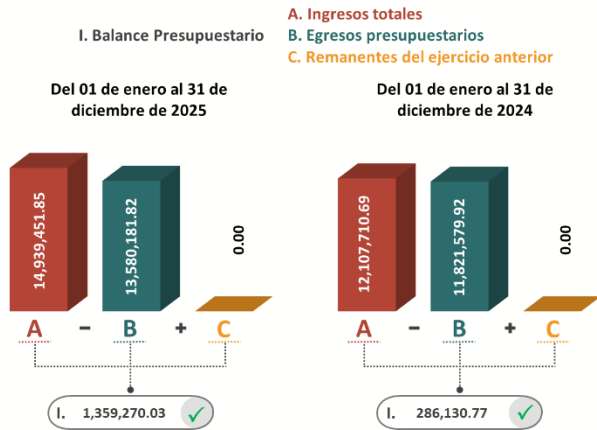 A. Ingresos totales
I. Balance Presupuestario
B. Egresos presupuestarios
C. Remanentes del ejercicio anterior
Del 01 de enero al 31 de
diciembre de 2025
14,939,451.85
13,580,181.82
0.00
A – B + C
I. 1,359,270.03
Del 01 de enero al 31 de
diciembre de 2024
12,107,710.69
11,821,579.92
0.00
A – B + C
I. 286,130.77